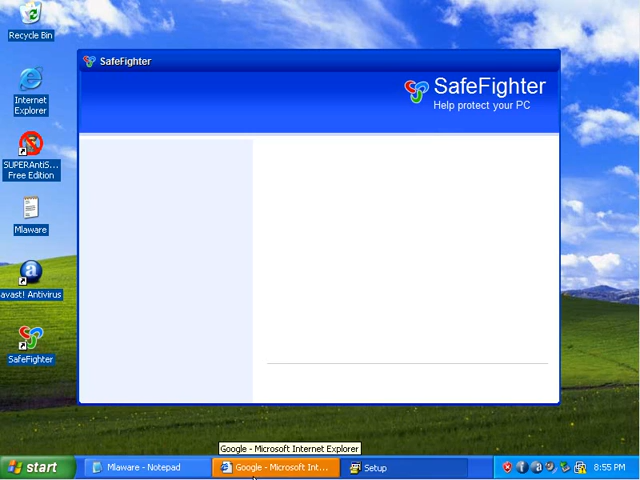 Recycle Bin
Internet
Explorer
SUPERAntiS...
Free Edition
Mlaware
avast! Antivirus
SafeFighter
SafeFighter
SafeFighter
Help protect your PC
Google - Microsoft Internet Explorer
start
Mlaware - Notepad
Google - Microsoft Int...
Setup
8:55 PM